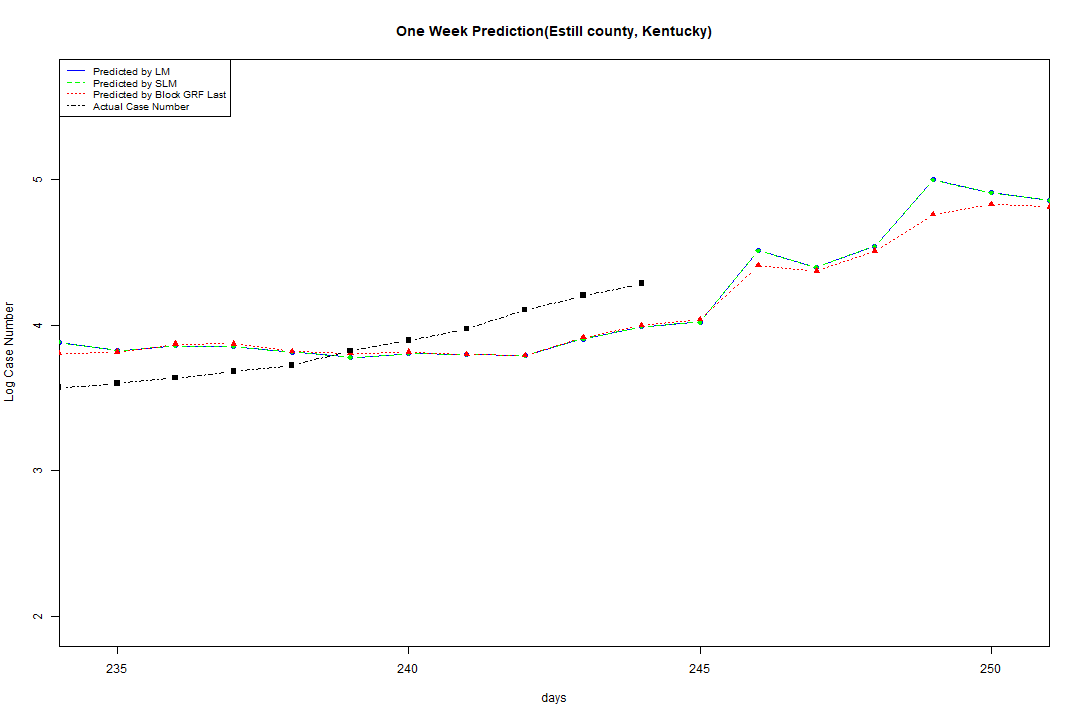 One Week Prediction(Estill county, Kentucky)
Predicted by LM
Predicted by SLM
Predicted by Block GRF Last
Actual Case Number
5
4
3
2
Log Case Number
235
240
245
250
days